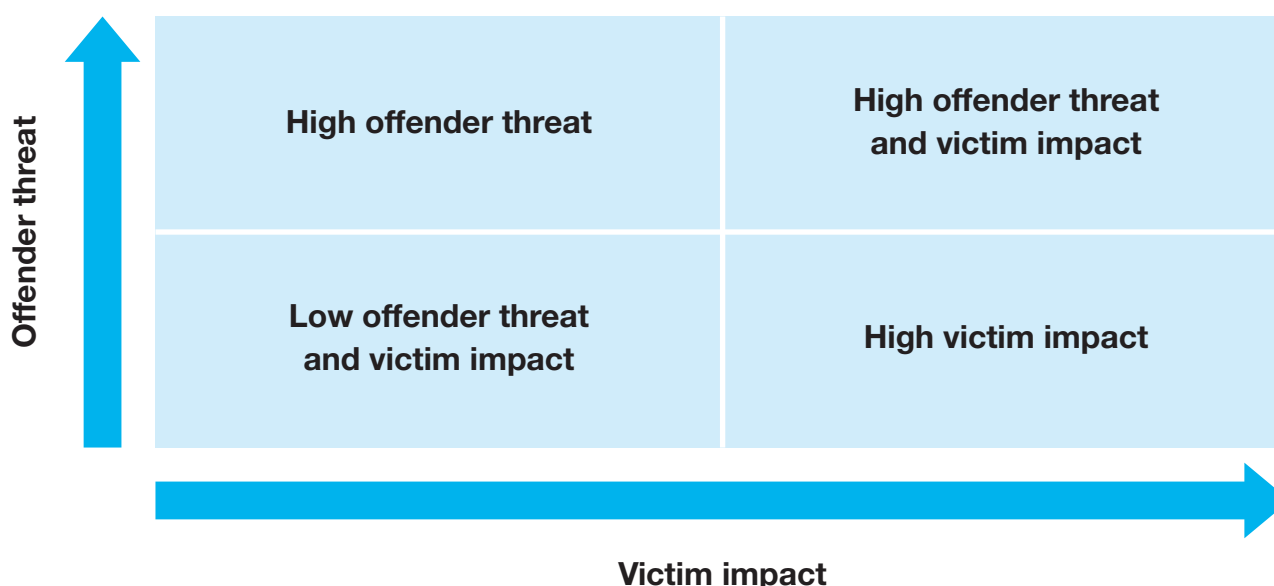 Offender threat
High offender threat
High offender threat
and victim impact
Low offender threat
and victim impact
High victim impact
Victim impact